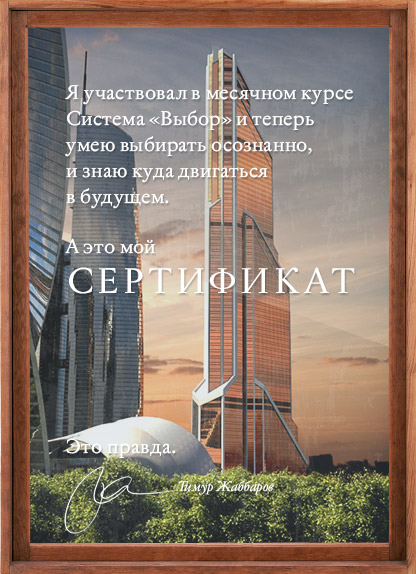 Я участвовал в месячном курсе
Система «Выбор» и теперь
умею выбирать осознанно,
и знаю куда двигаться
в будущем.
А это мой
СЕРТИФИКАТ
Это правда.
Тимур Жаббаров